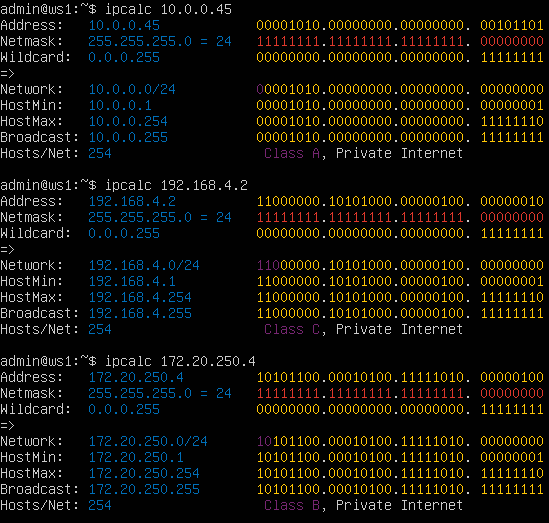 admin@ws1:~$ ipcalc 10.0.0.45
Address:   10.0.0.45            00001010.00000000.00000000. 00101101
Netmask:   255.255.255.0 = 24   11111111.11111111.11111111. 00000000
Wildcard:  0.0.0.255            00000000.00000000.00000000. 11111111
=>
Network:   10.0.0.0/24          00001010.00000000.00000000. 00000000
HostMin:   10.0.0.1             00001010.00000000.00000000. 00000001
HostMax:   10.0.0.254           00001010.00000000.00000000. 11111110
Broadcast: 10.0.0.255           00001010.00000000.00000000. 11111111
Hosts/Net: 254                   Class A, Private Internet
admin@ws1:~$ ipcalc 192.168.4.2
Address:   192.168.4.2          11000000.10101000.00000100. 00000010
Netmask:   255.255.255.0 = 24   11111111.11111111.11111111. 00000000
Wildcard:  0.0.0.255            00000000.00000000.00000000. 11111111
=>
Network:   192.168.4.0/24       11000000.10101000.00000100. 00000000
HostMin:   192.168.4.1          11000000.10101000.00000100. 00000001
HostMax:   192.168.4.254        11000000.10101000.00000100. 11111110
Broadcast: 192.168.4.255        11000000.10101000.00000100. 11111111
Hosts/Net: 254                   Class C, Private Internet
admin@ws1:~$ ipcalc 172.20.250.4
Address:   172.20.250.4         10101100.00010100.11111010. 00000100
Netmask:   255.255.255.0 = 24   11111111.11111111.11111111. 00000000
Wildcard:  0.0.0.255            00000000.00000000.00000000. 11111111
=>
Network:   172.20.250.0/24      10101100.00010100.11111010. 00000000
HostMin:   172.20.250.1         10101100.00010100.11111010. 00000001
HostMax:   172.20.250.254       10101100.00010100.11111010. 11111110
Broadcast: 172.20.250.255       10101100.00010100.11111010. 11111111
Hosts/Net: 254                   Class B, Private Internet